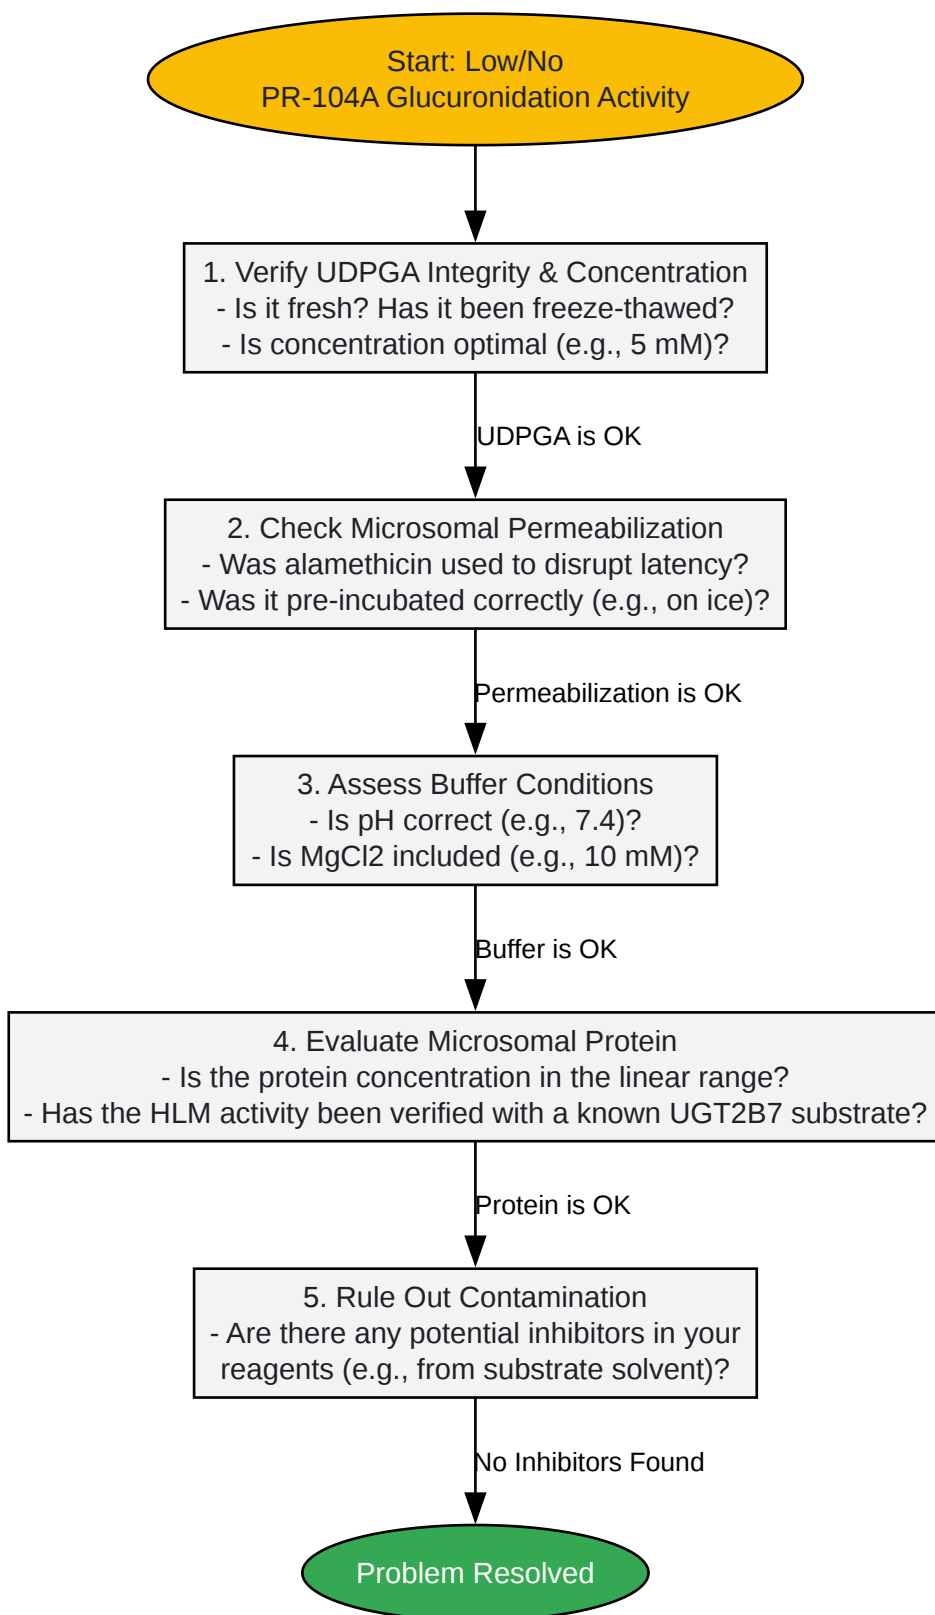 Start: Low/No
PR-104A Glucuronidation Activity
1. Verify UDPGA Integrity & Concentration
- Is it fresh? Has it been freeze-thawed?
- Is concentration optimal (e.g., 5 mM)?
UDPGA is OK
2. Check Microsomal Permeabilization
- Was alamethicin used to disrupt latency?
- Was it pre-incubated correctly (e.g., on ice)?
Permeabilization is OK
3. Assess Buffer Conditions
- Is pH correct (e.g., 7.4)?
- Is MgCl2 included (e.g., 10 mM)?
Buffer is OK
4. Evaluate Microsomal Protein
- Is the protein concentration in the linear range?
- Has the HLM activity been verified with a known UGT2B7 substrate?
Protein is OK
5. Rule Out Contamination
- Are there any potential inhibitors in your
reagents (e.g., from substrate solvent)?
No Inhibitors Found
Problem Resolved